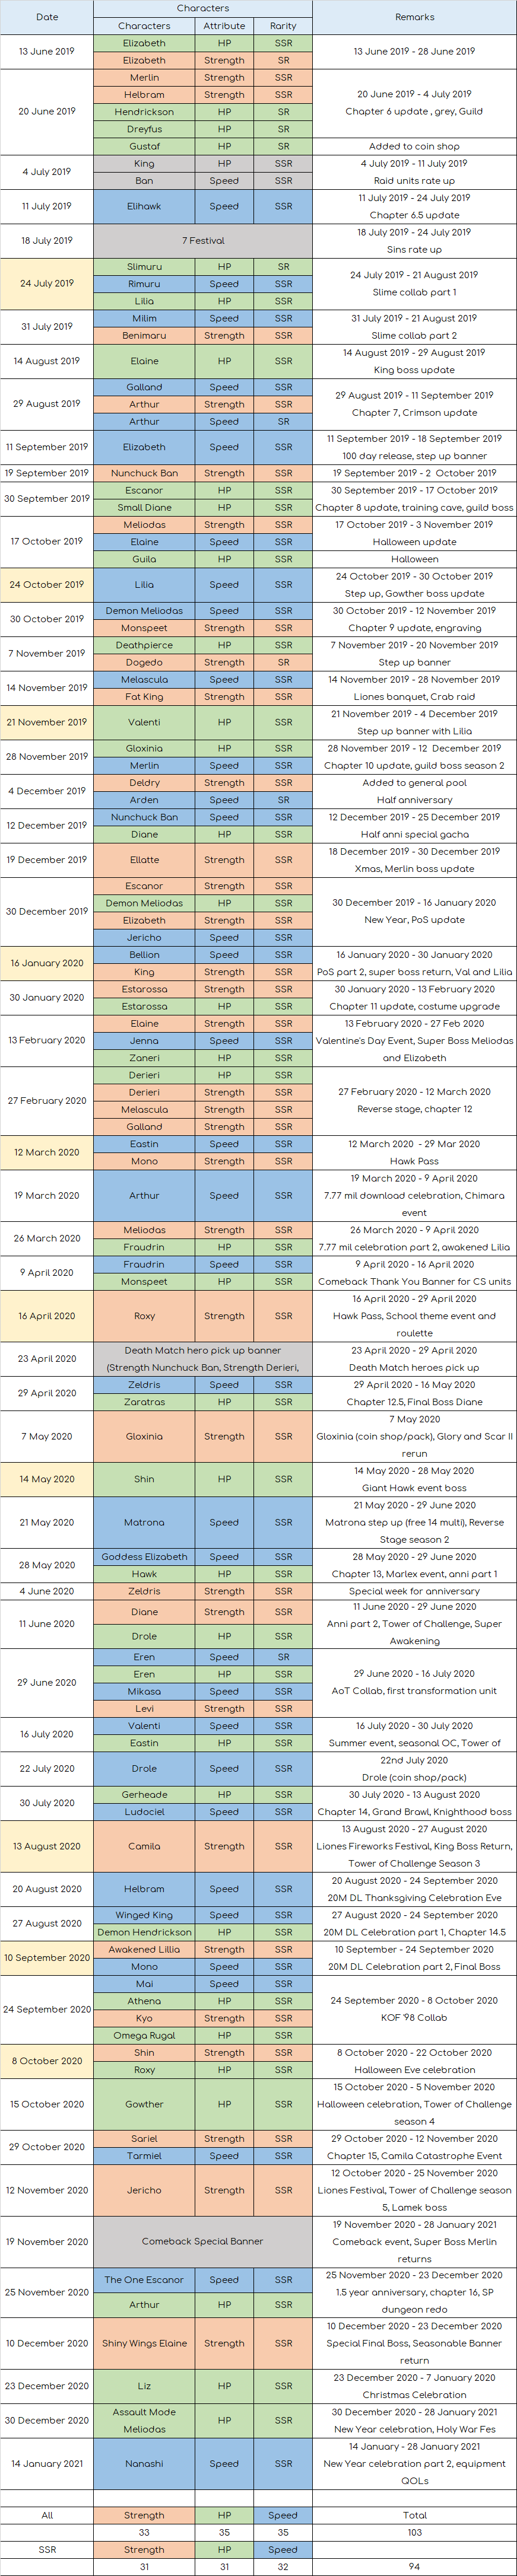 Date
Characters
Characters Attribute Rarity
Remarks
13 June 2019
Elizabeth HP SSR
Elizabeth Strength SR
13 June 2019 - 28 June 2019
20 June 2019
Merlin Strength SSR
Helbram Strength SSR
Hendrickson HP SR
Dreyfus HP SR
Gustaf HP SR
20 June 2019 - 4 July 2019
Chapter 6 update , grey, Guild
Added to coin shop
4 July 2019
King HP SSR
Ban Speed SSR
4 July 2019 - 11 July 2019
Raid units rate up
11 July 2019
Elihawk Speed SSR
11 July 2019 - 24 July 2019
Chapter 6.5 update
18 July 2019
7 Festival
18 July 2019 - 24 July 2019
Sins rate up
24 July 2019
Slimuru HP SR
Rimuru Speed SSR
Lilia HP SSR
24 July 2019 - 21 August 2019
Slime collab part 1
31 July 2019
Milim Speed SSR
Benimaru Strength SSR
31 July 2019 - 21 August 2019
Slime collab part 2
14 August 2019
Elaine HP SSR
14 August 2019 - 29 August 2019
King boss update
29 August 2019
Galland Speed SSR
Arthur Strength SSR
Arthur Speed SR
29 August 2019 - 11 September 2019
Chapter 7, Crimson update
11 September 2019
Elizabeth Speed SSR
11 September 2019 - 18 September 2019
100 day release, step up banner
19 September 2019
Nunchuck Ban Strength SSR
19 September 2019 - 2 October 2019
30 September 2019
Escanor HP SSR
Small Diane HP SSR
30 September 2019 - 17 October 2019
Chapter 8 update, training cave, guild boss
17 October 2019
Meliodas Strength SSR
Elaine Speed SSR
Guila HP SSR
17 October 2019 - 3 November 2019
Halloween update
Halloween
24 October 2019
Lilia Speed SSR
24 October 2019 - 30 October 2019
Step up, Gowther boss update
30 October 2019
Demon Meliodas Speed SSR
Monspeet Strength SSR
30 October 2019 - 12 November 2019
Chapter 9 update, engraving
7 November 2019
Deathpierce HP SSR
Dogedo Strength SR
7 November 2019 - 20 November 2019
Step up banner
14 November 2019
Melascula Speed SSR
Fat King Strength SSR
14 November 2019 - 28 November 2019
Liones banquet, Crab raid
21 November 2019
Valenti HP SSR
21 November 2019 - 4 December 2019
Step up banner with Lilia
28 November 2019
Gloxinia HP SSR
Merlin Speed SSR
28 November 2019 - 12 December 2019
Chapter 10 update, guild boss season 2
4 December 2019
Deldry Strength SSR
Arden Speed SR
Added to general pool
Half anniversary
12 December 2019
Nunchuck Ban Speed SSR
Diane HP SSR
12 December 2019 - 25 December 2019
Half anni special gacha
19 December 2019
Ellatte Strength SSR
18 December 2019 - 30 December 2019
Xmas, Merlin boss update
30 December 2019
Escanor Strength SSR
Demon Meliodas HP SSR
Elizabeth Strength SSR
Jericho Speed SSR
30 December 2019 - 16 January 2020
New Year, PoS update
16 January 2020
Bellion Speed SSR
King Strength SSR
16 January 2020 - 30 January 2020
PoS part 2, super boss return, Val and Lilia
30 January 2020
Estarossa Strength SSR
Estarossa HP SSR
30 January 2020 - 13 February 2020
Chapter 11 update, costume upgrade
13 February 2020
Elaine Strength SSR
Jenna Speed SSR
Zaneri HP SSR
13 February 2020 - 27 Feb 2020
Valentine's Day Event, Super Boss Meliodas
and Elizabeth
27 February 2020
Derieri HP SSR
Derieri Strength SSR
Melascula Strength SSR
Galland Strength SSR
27 February 2020 - 12 March 2020
Reverse stage, chapter 12
12 March 2020
Eastin Speed SSR
Mono Strength SSR
12 March 2020 - 29 Mar 2020
Hawk Pass
19 March 2020
Arthur Speed SSR
19 March 2020 - 9 April 2020
7.77 mil download celebration, Chimara
event
26 March 2020
Meliodas Strength SSR
Fraudrin HP SSR
26 March 2020 - 9 April 2020
7.77 mil celebration part 2, awakened Lilia
9 April 2020
Fraudrin Speed SSR
Monspeet HP SSR
9 April 2020 - 16 April 2020
Comeback Thank You Banner for CS units
16 April 2020
Roxy Strength SSR
16 April 2020 - 29 April 2020
Hawk Pass, School theme event and
roulette
23 April 2020
Death Match hero pick up banner
(Strength Nunchuck Ban, Strength Derieri,
23 April 2020 - 29 April 2020
Death Match heroes pick up
29 April 2020
Zeldris Speed SSR
Zaratras HP SSR
29 April 2020 - 16 May 2020
Chapter 12.5, Final Boss Diane
7 May 2020
Gloxinia Strength SSR
7 May 2020
Gloxinia (coin shop/pack), Glory and Scar II
rerun
14 May 2020
Shin HP SSR
14 May 2020 - 28 May 2020
Giant Hawk event boss
21 May 2020
Matrona Speed SSR
21 May 2020 - 29 June 2020
Matrona step up (free 14 multi), Reverse
Stage season 2
28 May 2020
Goddess Elizabeth Speed SSR
Hawk HP SSR
28 May 2020 - 29 June 2020
Chapter 13, Marlex event, anni part 1
4 June 2020
Zeldris Strength SSR
Special week for anniversary
11 June 2020
Diane Strength SSR
Drole HP SSR
11 June 2020 - 29 June 2020
Anni part 2, Tower of Challenge, Super
Awakening
29 June 2020
Eren Speed SR
Eren HP SSR
Mikasa Speed SSR
Levi Strength SSR
29 June 2020 - 16 July 2020
AoT Collab, first transformation unit
16 July 2020
Valenti Speed SSR
Eastin HP SSR
16 July 2020 - 30 July 2020
Summer event, seasonal OC, Tower of
22 July 2020
Drole Speed SSR
22nd July 2020
Drole (coin shop/pack)
30 July 2020
Gerheade HP SSR
Ludociel Speed SSR
30 July 2020 - 13 August 2020
Chapter 14, Grand Brawl, Knighthood boss
13 August 2020
Camila Strength SSR
13 August 2020 - 27 August 2020
Liones Fireworks Festival, King Boss Return,
Tower of Challenge Season 3
20 August 2020
Helbram Speed SSR
20 August 2020 - 24 September 2020
20M DL Thanksgiving Celebration Eve
27 August 2020
Winged King Speed SSR
Demon Hendrickson HP SSR
27 August 2020 - 24 September 2020
20M DL Celebration part 1, Chapter 14.5
10 September 2020
Awakened Lillia Strength SSR
Mono Speed SSR
10 September - 24 September 2020
20M DL Celebration part 2, Final Boss
24 September 2020
Mai Speed SSR
Athena HP SSR
Kyo Strength SSR
Omega Rugal HP SSR
24 September 2020 - 8 October 2020
KOF '98 Collab
8 October 2020
Shin Strength SSR
Roxy HP SSR
8 October 2020 - 22 October 2020
Halloween Eve celebration
15 October 2020
Gowther HP SSR
15 October 2020 - 5 November 2020
Halloween celebration, Tower of Challenge
season 4
29 October 2020
Sariel Strength SSR
Tarmiel Speed SSR
29 October 2020 - 12 November 2020
Chapter 15, Camila Catastrophe Event
12 November 2020
Jericho Strength SSR
12 October 2020 - 25 November 2020
Liones Festival, Tower of Challenge season
5, Lamek boss
19 November 2020
Comeback Special Banner
19 November 2020 - 28 January 2021
Comeback event, Super Boss Merlin
returns
25 November 2020
The One Escanor Speed SSR
Arthur HP SSR
25 November 2020 - 23 December 2020
1.5 year anniversary, chapter 16, SP
dungeon redo
10 December 2020
Shiny Wings Elaine Strength SSR
10 December 2020 - 23 December 2020
Special Final Boss, Seasonable Banner
return
23 December 2020
Liz HP SSR
23 December 2020 - 7 January 2020
Christmas Celebration
30 December 2020
Assault Mode
Meliodas
HP SSR
30 December 2020 - 28 January 2021
New Year celebration, Holy War Fes
14 January 2021
Nanashi Speed SSR
14 January - 28 January 2021
New Year celebration part 2, equipment
QOLs
All Strength HP Speed Total
33 35 35 103
SSR Strength HP Speed
31 31 32 94